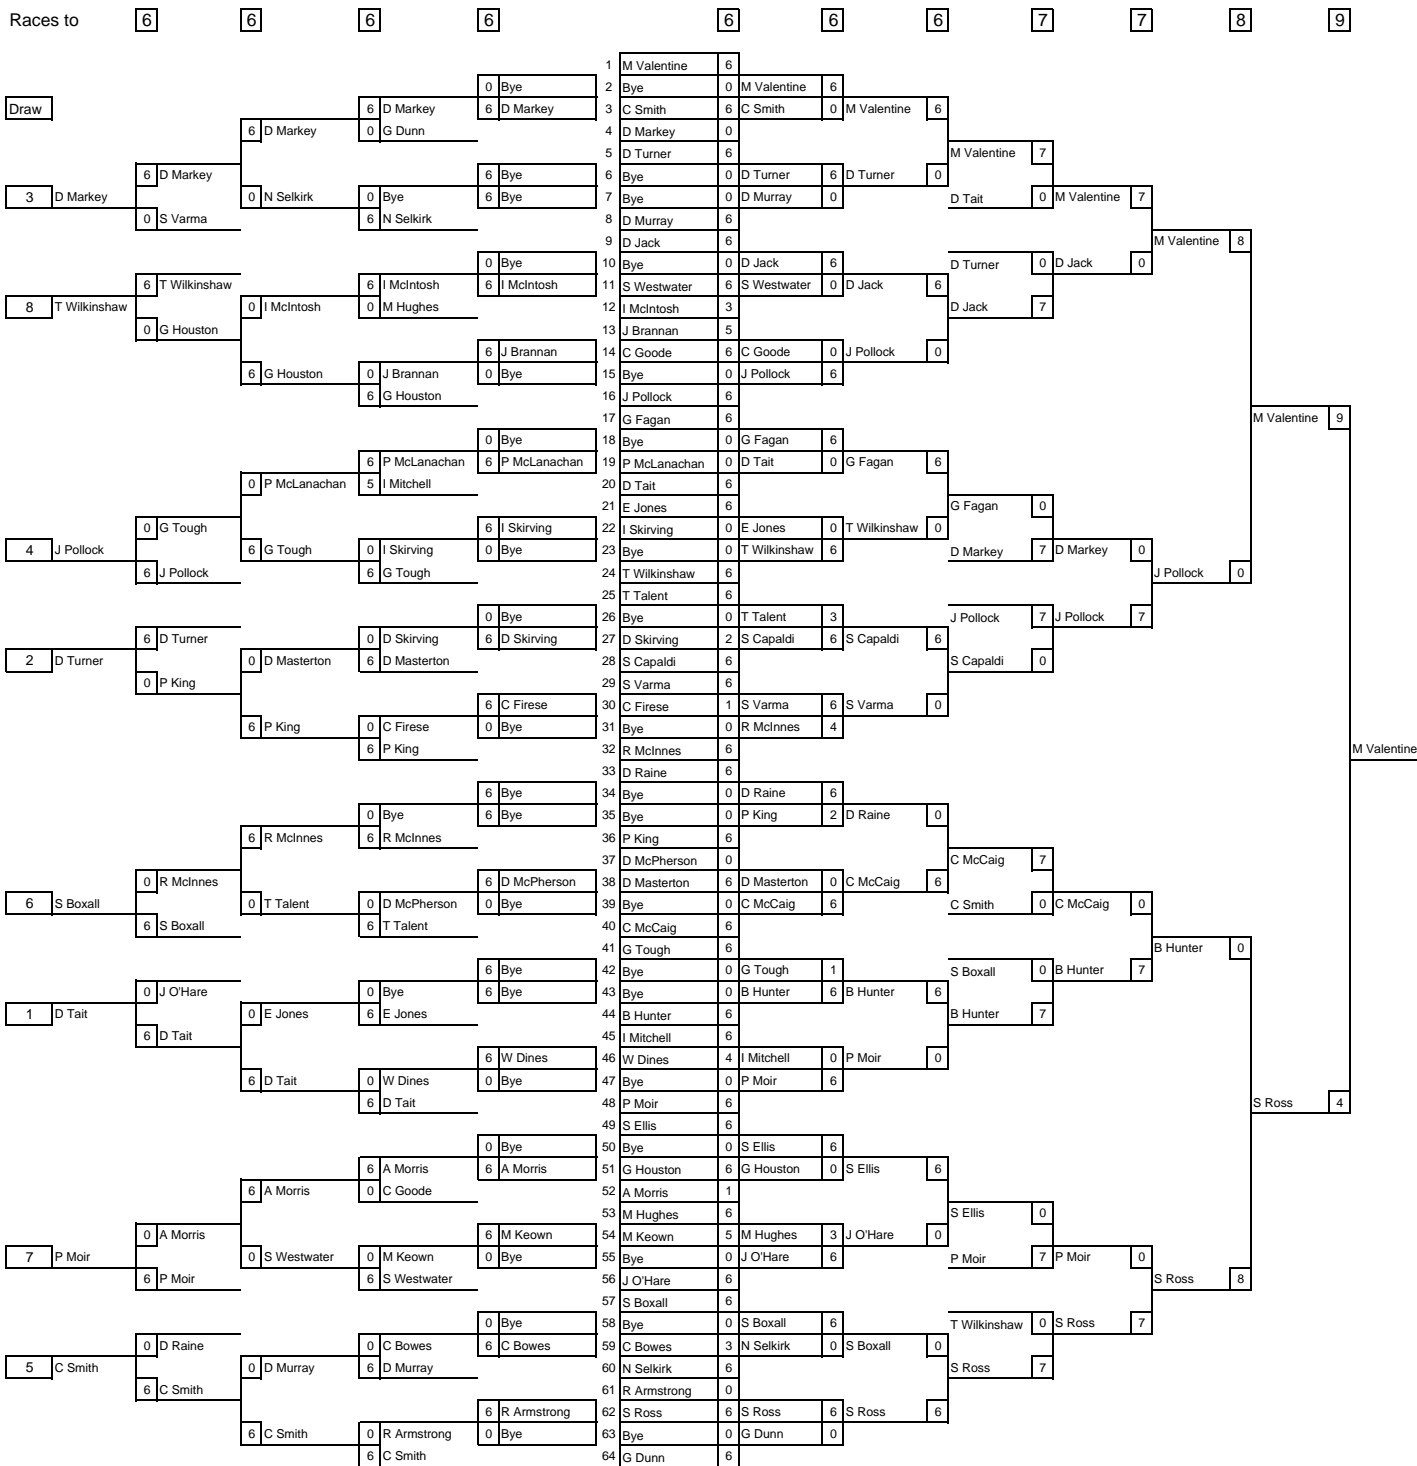 Races to 6 6 6 6 6 6 6 7 7 8 9
1 M Valentine 6
0 Bye 2 Bye 0 M Valentine 6
Draw 6 D Markey 6 D Markey 3 C Smith 6 C Smith 0 M Valentine 6
6 D Markey 0 G Dunn 4 D Markey 0
5 D Turner 6 M Valentine 7
6 D Markey 6 Bye 6 Bye 0 D Turner 6 D Turner 0
3 D Markey 0 N Selkirk 0 Bye 6 Bye 7 Bye 0 D Murray 0 D Tait 0 M Valentine 7
0 S Varma 6 N Selkirk 8 D Murray 6
9 D Jack 6 M Valentine 8
0 Bye 10 Bye 0 D Jack 6 D Turner 0 D Jack 0
6 T Wilkinshaw 6 I McIntosh 6 I McIntosh 11 S Westwater 6 S Westwater 0 D Jack 6
8 T Wilkinshaw 0 I McIntosh 0 M Hughes 12 I McIntosh 3 D Jack 7
0 G Houston 13 J Brannan 5
6 J Brannan 14 C Goode 6 C Goode 0 J Pollock 0
6 G Houston 0 J Brannan 0 Bye 15 Bye 0 J Pollock 6
6 G Houston 16 J Pollock 6
17 G Fagan 6 M Valentine 9
0 Bye 18 Bye 0 G Fagan 6
6 P McLanachan 6 P McLanachan 19 P McLanachan 0 D Tait 0 G Fagan 6
0 P McLanachan 5 I Mitchell 20 D Tait 6
21 E Jones 6 G Fagan 0
0 G Tough 6 I Skirving 22 I Skirving 0 E Jones 0 T Wilkinshaw 0
4 J Pollock 6 G Tough 0 I Skirving 0 Bye 23 Bye 0 T Wilkinshaw 6 D Markey 7 D Markey 0
6 J Pollock 6 G Tough 24 T Wilkinshaw 6 J Pollock 0
25 T Talent 6
0 Bye 26 Bye 0 T Talent 3 J Pollock 7 J Pollock 7
6 D Turner 0 D Skirving 6 D Skirving 27 D Skirving 2 S Capaldi 6 S Capaldi 6
2 D Turner 0 D Masterton 6 D Masterton 28 S Capaldi 6 S Capaldi 0
0 P King 29 S Varma 6
6 C Firese 30 C Firese 1 S Varma 6 S Varma 0
6 P King 0 C Firese 0 Bye 31 Bye 0 R McInnes 4
6 P King 32 R McInnes 6 M Valentine
33 D Raine 6
6 Bye 34 Bye 0 D Raine 6
0 Bye 6 Bye 35 Bye 0 P King 2 D Raine 0
6 R McInnes 6 R McInnes 36 P King 6
37 D McPherson 0 C McCaig 7
0 R McInnes 6 D McPherson 38 D Masterton 6 D Masterton 0 C McCaig 6
6 S Boxall 0 T Talent 0 D McPherson 0 Bye 39 Bye 0 C McCaig 6 C Smith 0 C McCaig 0
6 S Boxall 6 T Talent 40 C McCaig 6
41 G Tough 6 B Hunter 0
6 Bye 42 Bye 0 G Tough 1 S Boxall 0 B Hunter 7
0 J O'Hare 0 Bye 6 Bye 43 Bye 0 B Hunter 6 B Hunter 6
1 D Tait 0 E Jones 6 E Jones 44 B Hunter 6 B Hunter 7
6 D Tait 45 I Mitchell 6
6 W Dines 46 W Dines 4 I Mitchell 0 P Moir 0
6 D Tait 0 W Dines 0 Bye 47 Bye 0 P Moir 6
6 D Tait 48 P Moir 6 S Ross 4
49 S Ellis 6
0 Bye 50 Bye 0 S Ellis 6
6 A Morris 6 A Morris 51 G Houston 6 G Houston 0 S Ellis 6
6 A Morris 0 C Goode 52 A Morris 1
53 M Hughes 6 S Ellis 0
0 A Morris 6 M Keown 54 M Keown 5 M Hughes 3 J O'Hare 0
7 P Moir 0 S Westwater 0 M Keown 0 Bye 55 Bye 0 J O'Hare 6 P Moir 7 P Moir 0
6 P Moir 6 S Westwater 56 J O'Hare 6 S Ross 8
57 S Boxall 6
0 Bye 58 Bye 0 S Boxall 6 T Wilkinshaw 0 S Ross 7
0 D Raine 0 C Bowes 6 C Bowes 59 C Bowes 3 N Selkirk 0 S Boxall 0
5 C Smith 0 D Murray 6 D Murray 60 N Selkirk 6 S Ross 7
6 C Smith 61 R Armstrong 0
6 R Armstrong 62 S Ross 6 S Ross 6 S Ross 6
6 C Smith 0 R Armstrong 0 Bye 63 Bye 0 G Dunn 0
6 C Smith 64 G Dunn 6